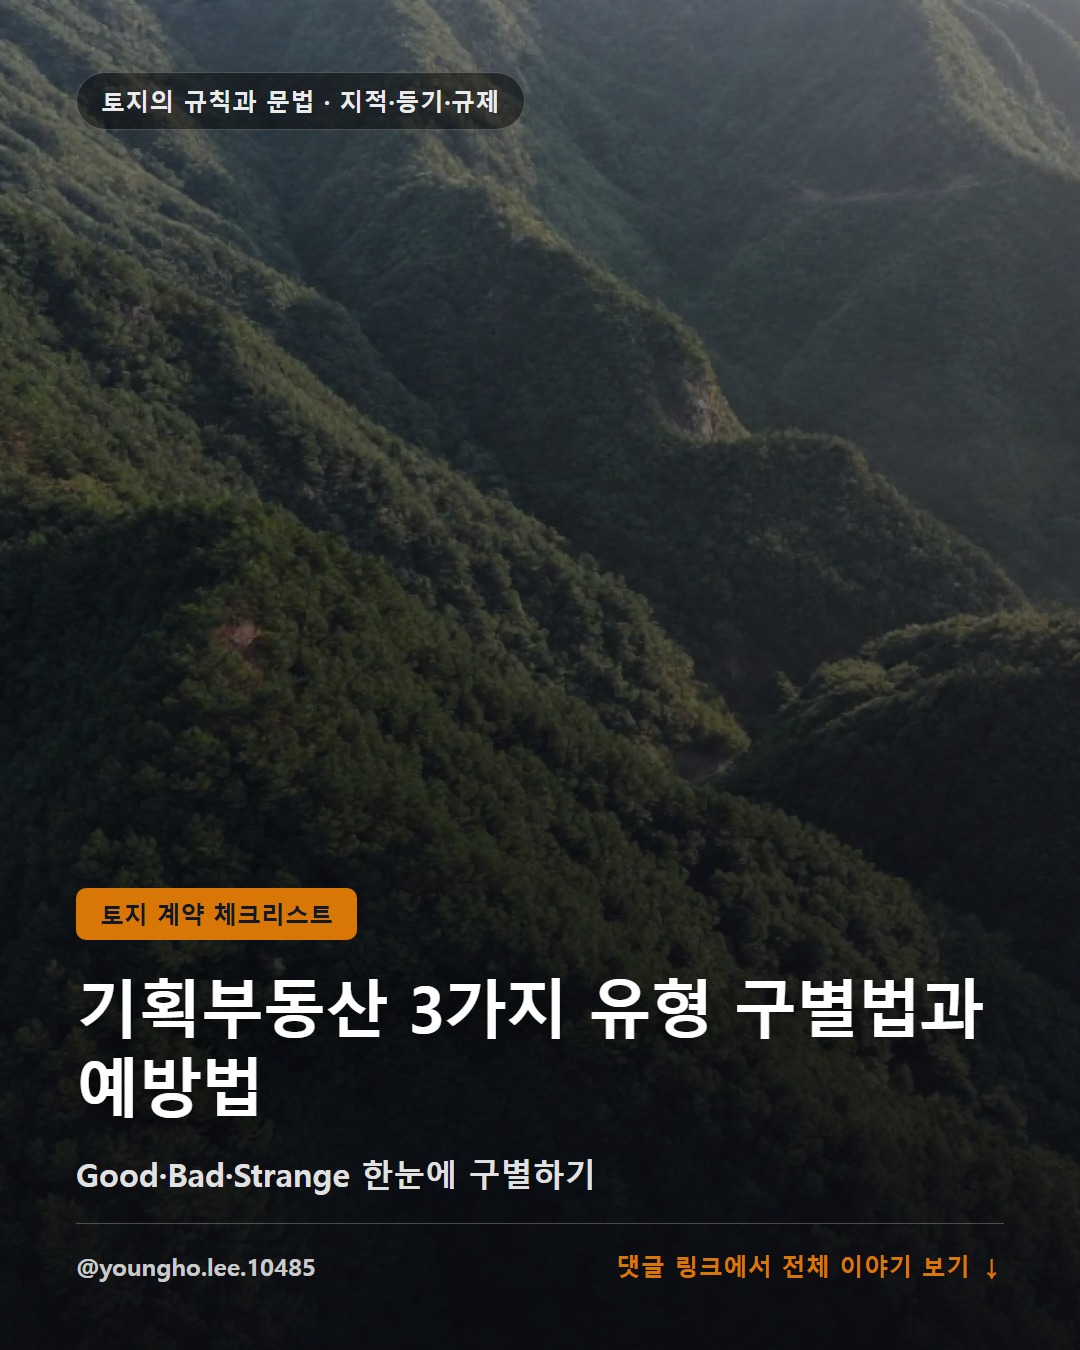 토지의 규칙과 문법 · 지적·등기·규제
토지 계약 체크리스트
기획부동산 3가지 유형 구별법과
예방법
Good·Bad·Strange 한눈에 구별하기
@youngho.lee.10485
댓글 링크에서 전체 이야기 보기 ↓